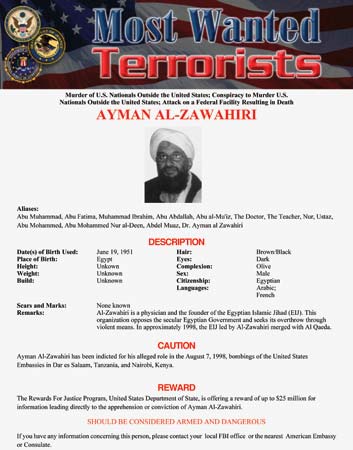 Most Wanted
Terrorists
Murder of U.S. Nationals Outside the United States; Conspiracy to Murder U.S.
Nationals Outside the United States; Attack on a Federal Facility Resulting in Death
AYMAN AL-ZAWAHIRI
Aliases:
Abu Muhammad, Abu Fatima, Muhammad Ibrahim, Abu Abdallah, Abu al-Mu'iz, The Doctor, The Teacher, Nur, Ustaz,
Abu Mohammed, Abu Mohammed Nur al-Deen, Abdel Muaz, Dr. Ayman al Zawahiri
DESCRIPTION
Date(s) of Birth Used: June 19, 1951 Hair: Brown/Black
Place of Birth: Egypt Eyes: Dark
Height: Unkown Complexion: Olive
Weight: Unknown Sex: Male
Build: Unknown Citizenship: Egyptian
Languages: Arabic;
French
Scars and Marks: None known
Remarks: Al-Zawahiri is a physician and the founder of the Egyptian Islamic Jihad (EIJ). This
organization opposes the secular Egyptian Government and seeks its overthrow through
violent means. In approximately 1998, the EIJ led by Al-Zawahiri merged with Al Qaeda.
CAUTION
Ayman Al-Zawahiri has been indicted for his alleged role in the August 7, 1998, bombings of the United States
Embassies in Dar es Salaam, Tanzania, and Nairobi, Kenya.
REWARD
The Rewards For Justice Program, United States Department of State, is offering a reward of up to $25 million for
information leading directly to the apprehension or conviction of Ayman Al-Zawahiri.
SHOULD BE CONSIDERED ARMED AND DANGEROUS
If you have any information concerning this person, please contact your local FBI office or the nearest American Embassy
or Consulate.